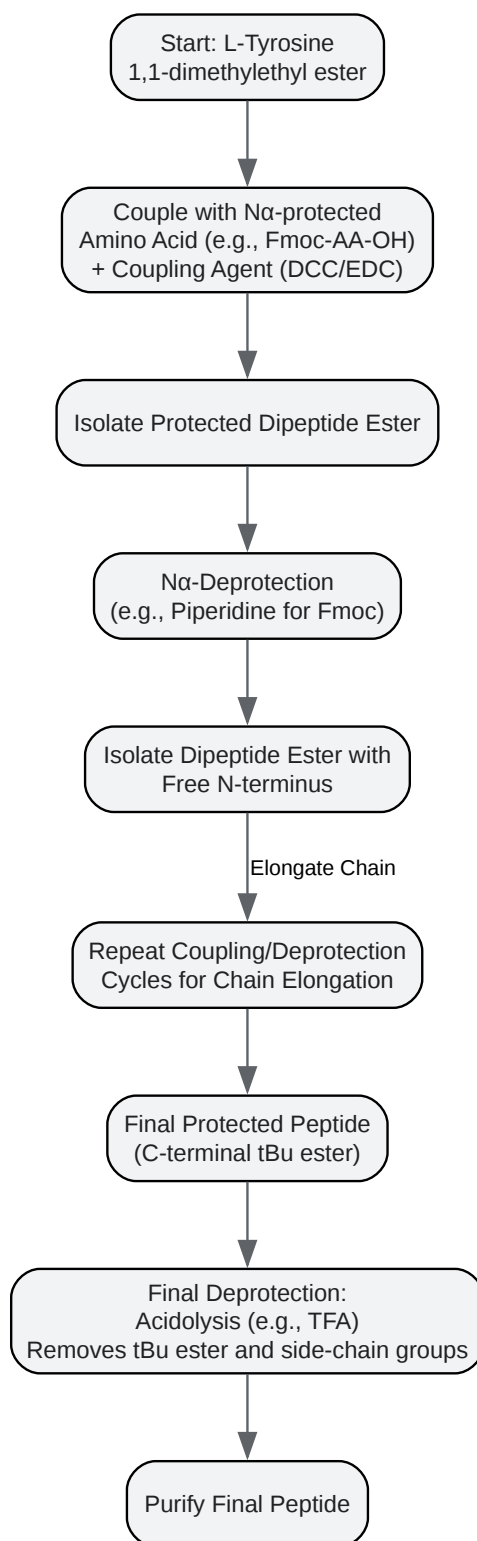 Start: L-Tyrosine
1,1-dimethylethyl ester
Couple with Nα-protected
Amino Acid (e.g., Fmoc-AA-OH)
+ Coupling Agent (DCC/EDC)
Isolate Protected Dipeptide Ester
Nα-Deprotection
(e.g., Piperidine for Fmoc)
Isolate Dipeptide Ester with
Free N-terminus
Elongate Chain
Repeat Coupling/Deprotection
Cycles for Chain Elongation
Final Protected Peptide
(C-terminal tBu ester)
Final Deprotection:
Acidolysis (e.g., TFA)
Removes tBu ester and side-chain groups
Purify Final Peptide